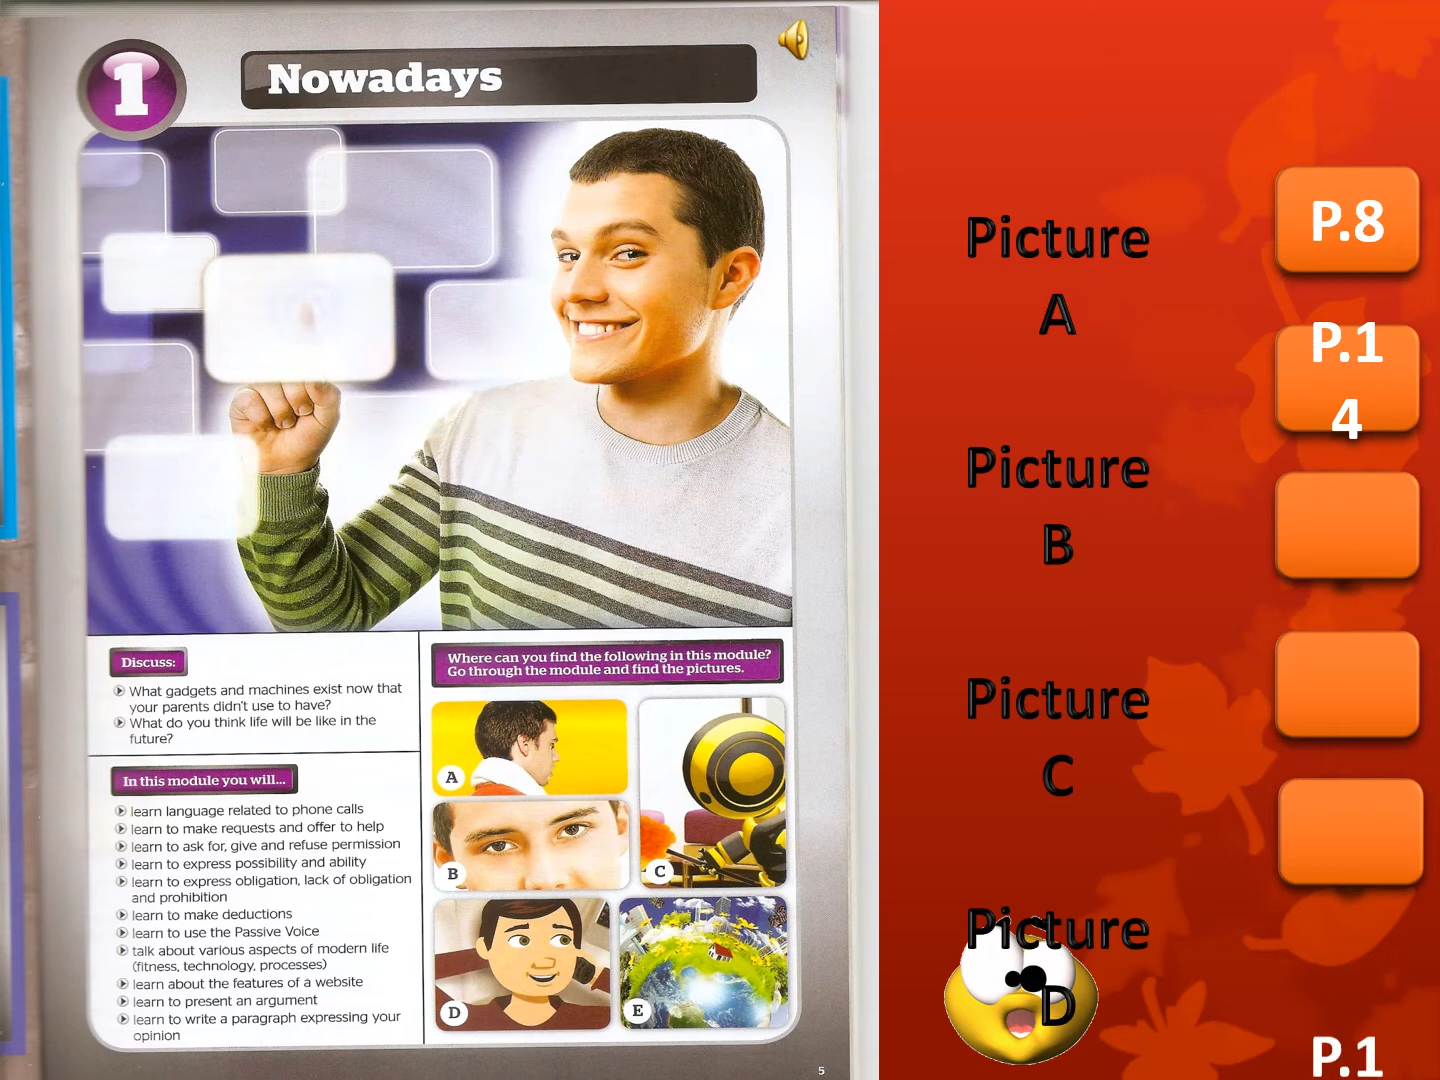 1
Nowadays
Discuss:
What gadgets and machines exist now that
your parents didn't use to have?
What do you think life will be like in the
future?
In this module you will...
learn language related to phone calls
learn to make requests and offer to help
learn to ask for, give and refuse permission
learn to express possibility and ability
learn to express obligation, lack of obligation
and prohibition
learn to make deductions
learn to use the Passive Voice
talk about various aspects of modern life
(fitness, technology, processes)
learn about the features of a website
learn to present an argument
learn to write a paragraph expressing your
opinion
Where can you find the following in this module?
Go through the module and find the pictures.
A
B
C
D
E
5
Picture
A
Picture
B
Picture
C
Picture
D
P.8
P.1
4
P.1